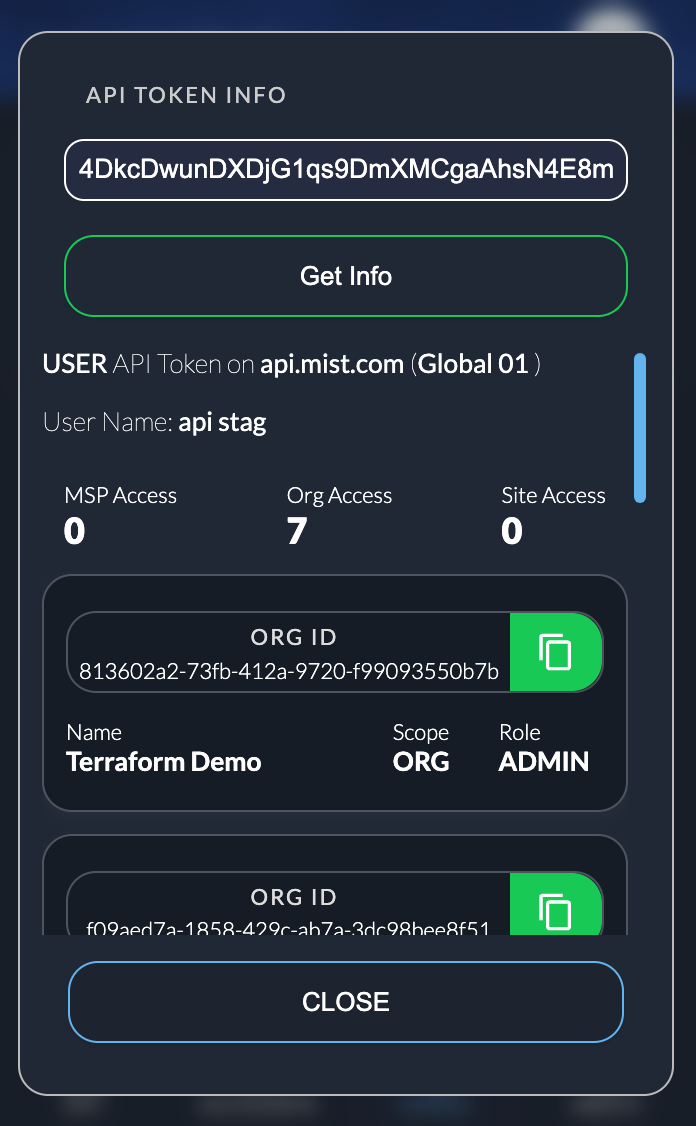 API TOKEN INFO
4DkcDwunDXDjG1qs9DmXMCgaAhsN4E8m
Get Info
USER API Token on api.mist.com (Global 01 )
User Name: api stag
MSP Access Org Access Site Access
0 7 0
ORG ID
813602a2-73fb-412a-9720-f99093550b7b
Name Scope Role
Terraform Demo ORG ADMIN
ORG ID
f09aed7a-1858-429c-ab7a-3dc98bee8f51
CLOSE